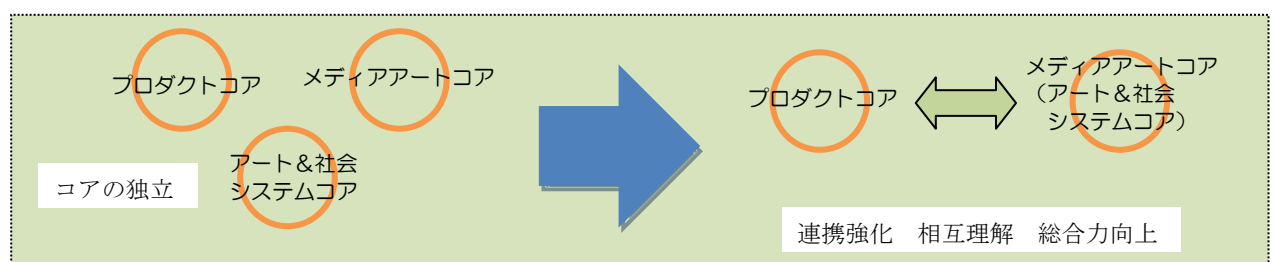 プロダクトコア
メディアアートコア
アート＆社会
システムコア
コアの独立
プロダクトコア
メディアアートコア
（アート＆社会
システムコア）
連携強化　相互理解　総合力向上